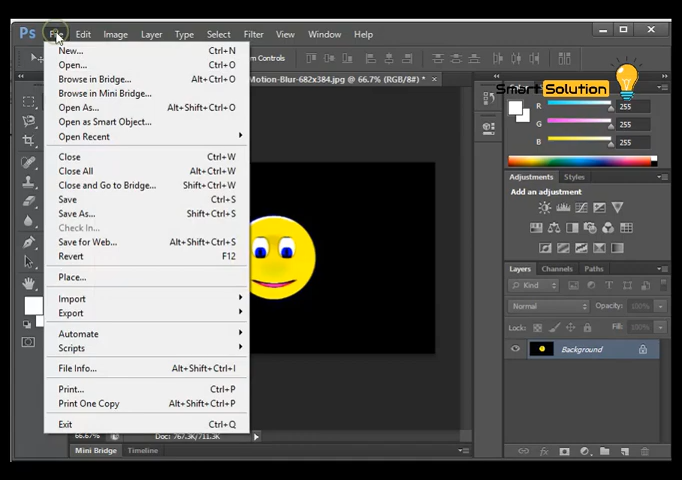 Ps File Edit Image Layer Type Select Filter View Window Help
Controls
Motion-Blur-682x384.jpg @ 66.7% (RGB/8#) * ×
New... Ctrl+N
Open... Ctrl+O
Browse in Bridge... Alt+Ctrl+O
Browse in Mini Bridge...
Open As... Alt+Shift+Ctrl+O
Open as Smart Object...
Open Recent
Close Ctrl+W
Close All Alt+Ctrl+W
Close and Go to Bridge... Shift+Ctrl+W
Save Ctrl+S
Save As... Shift+Ctrl+S
Check In...
Save for Web... Alt+Shift+Ctrl+S
Revert F12
Place...
Import
Export
Automate
Scripts
File Info... Alt+Shift+Ctrl+I
Print... Ctrl+P
Print One Copy Alt+Shift+Ctrl+P
Exit Ctrl+Q
66.67% Doc: 767.3K/711.3K
Mini Bridge Timeline
Smart Solution
R 255
G 255
B 255
Adjustments Styles
Add an adjustment
Layers Channels Paths
Kind
Normal Opacity:
Lock: Fill: 100%
Background